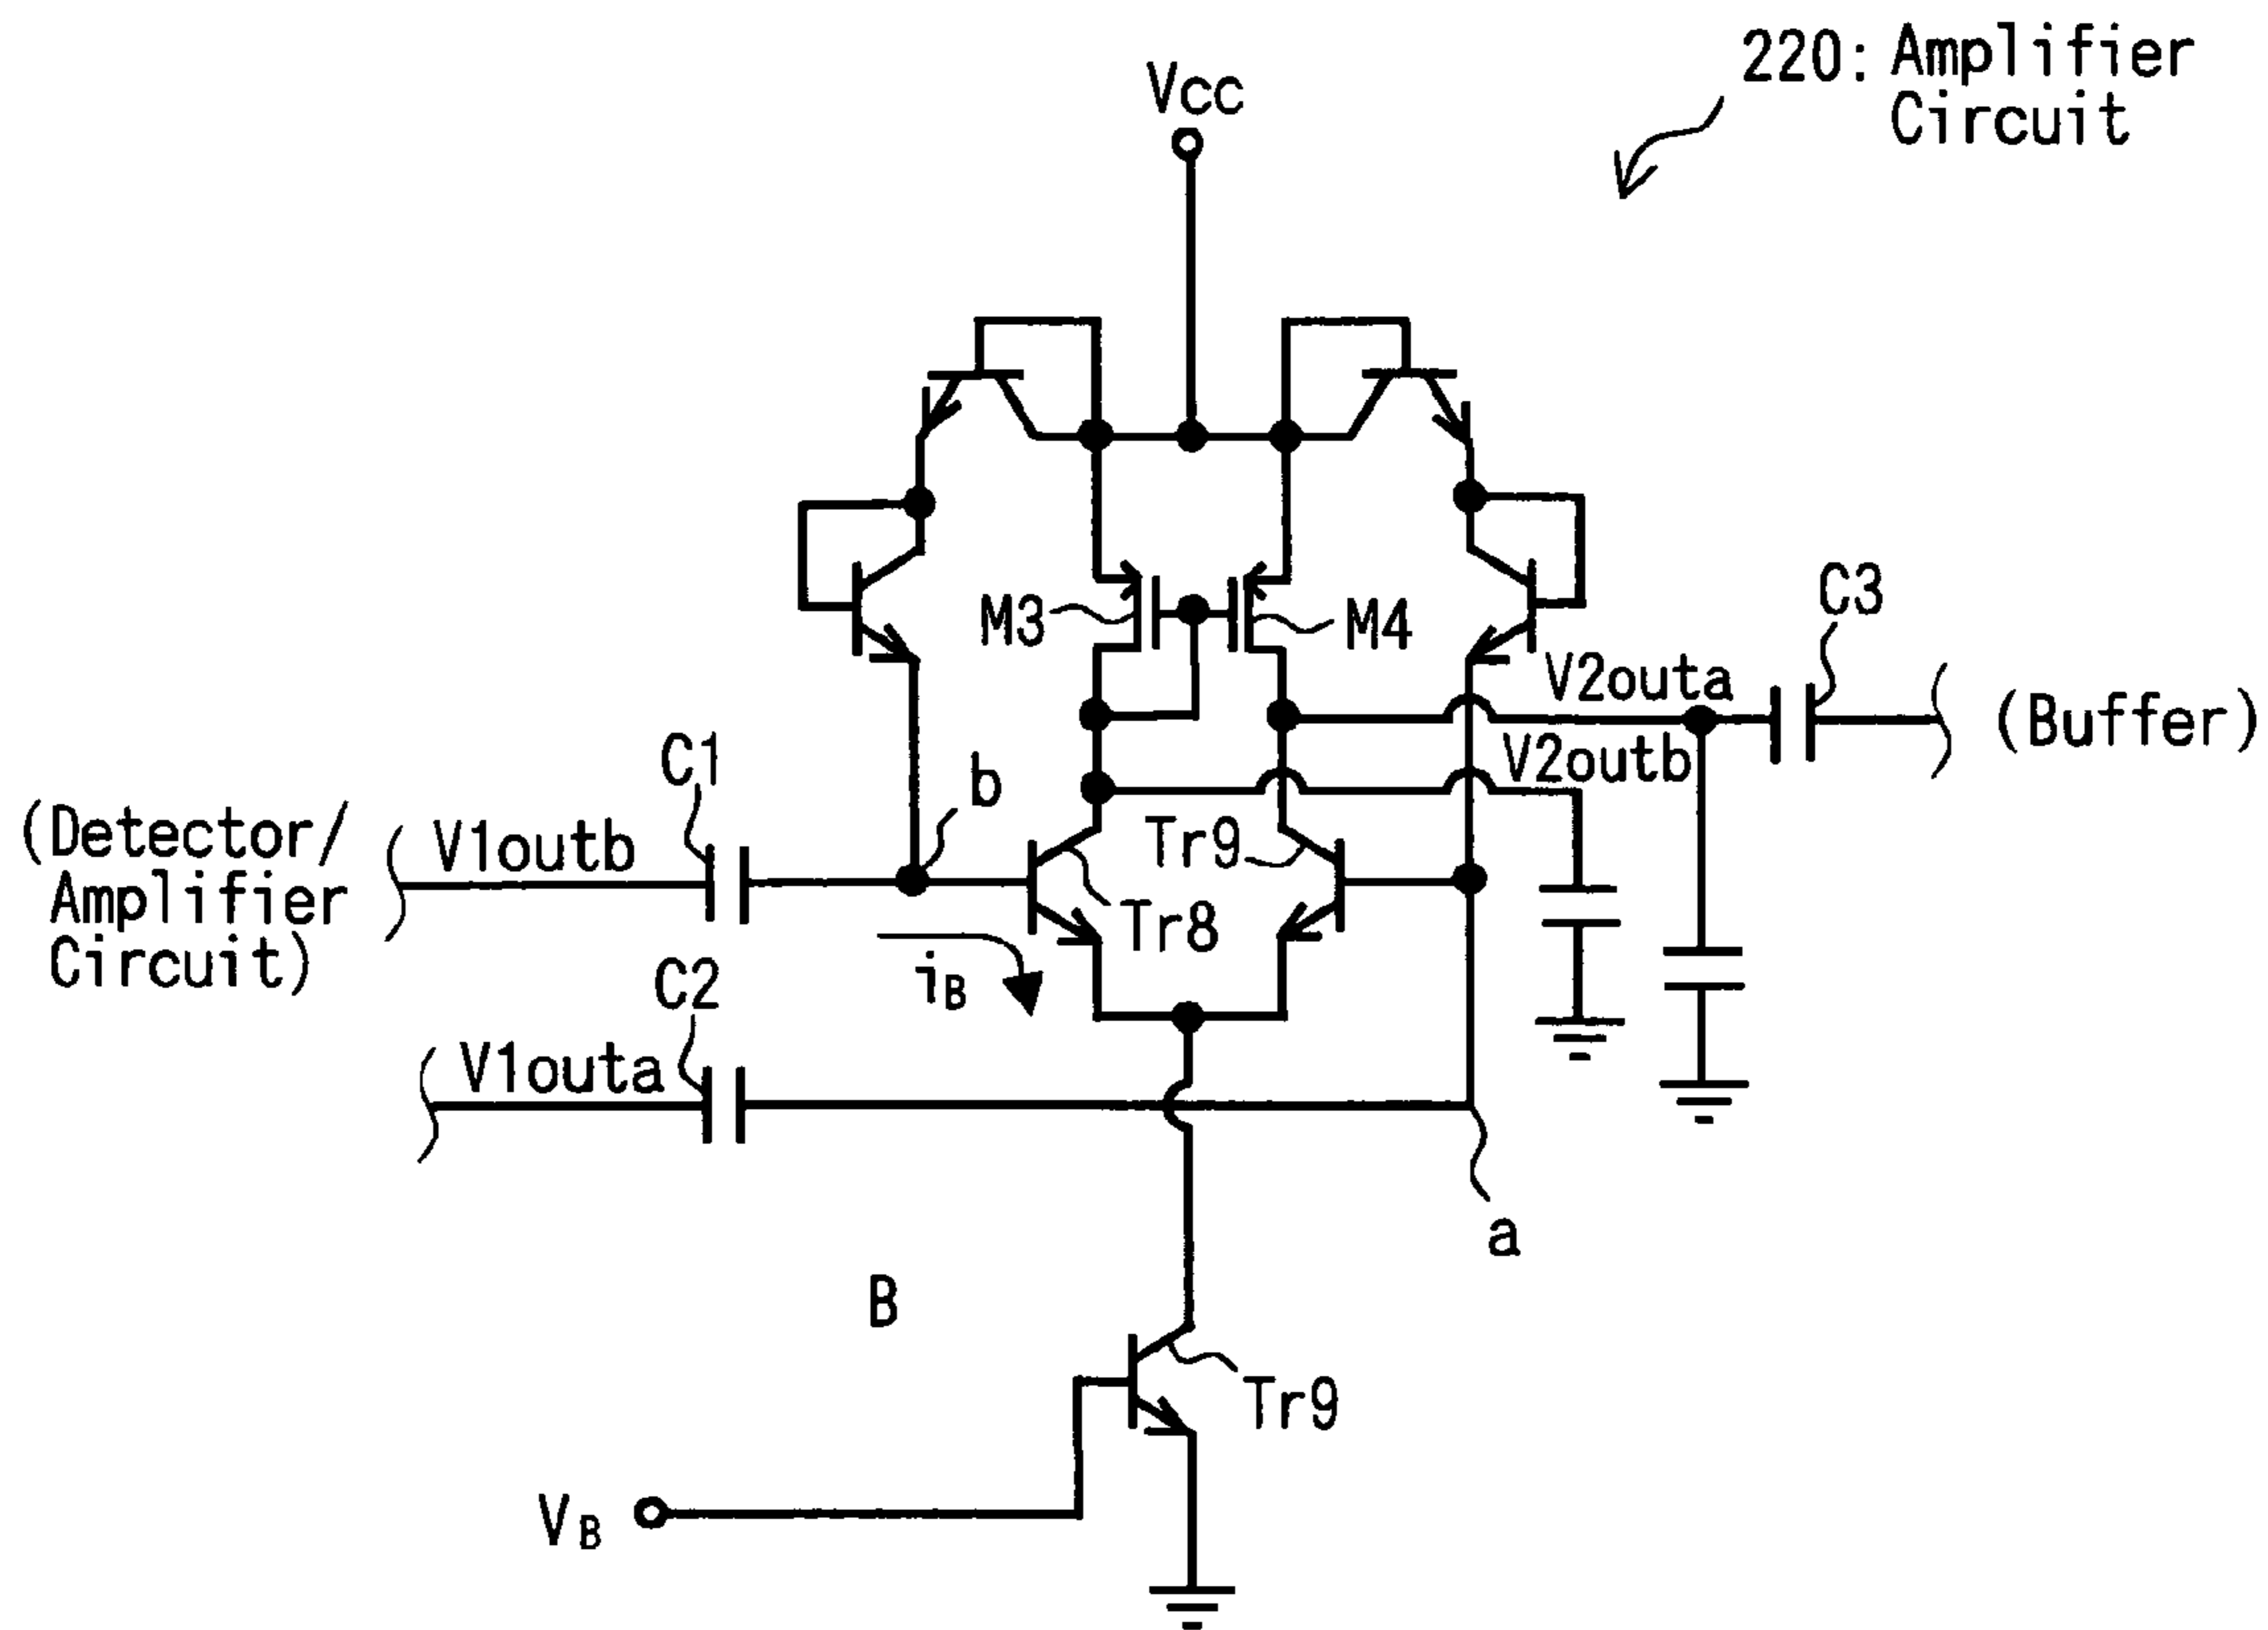 220: Amplifier
Circuit
Vcc
M3
M4
C3
V2outa
(Buffer)
V2outb
C1
b
(Detector/
Amplifier
Circuit)
V1outb
Tr9
Tr8
iB
C2
V1outa
a
B
Tr9
VB